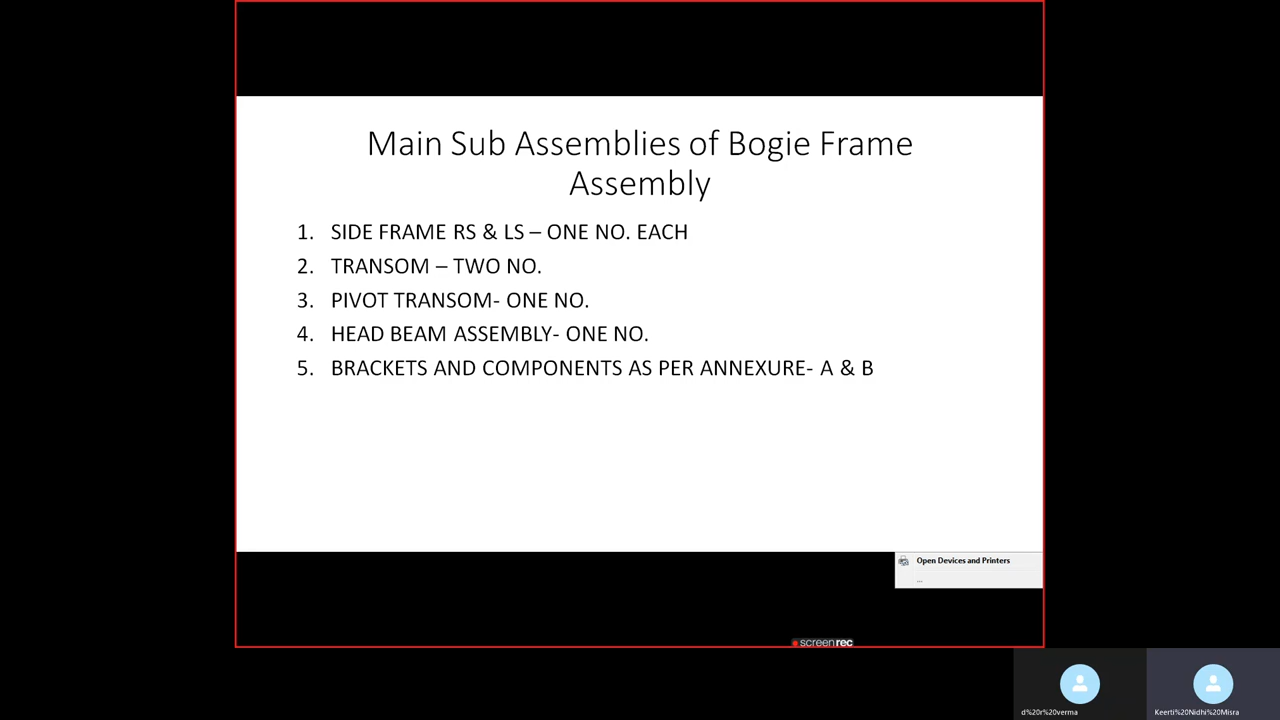 Main Sub Assemblies of Bogie Frame
Assembly
1. SIDE FRAME RS & LS – ONE NO. EACH
2. TRANSOM – TWO NO.
3. PIVOT TRANSOM- ONE NO.
4. HEAD BEAM ASSEMBLY- ONE NO.
5. BRACKETS AND COMPONENTS AS PER ANNEXURE- A & B
Open Devices and Printers
...
screenrec
d%20r%20verma
Keerti%20Nidhi%20Misra